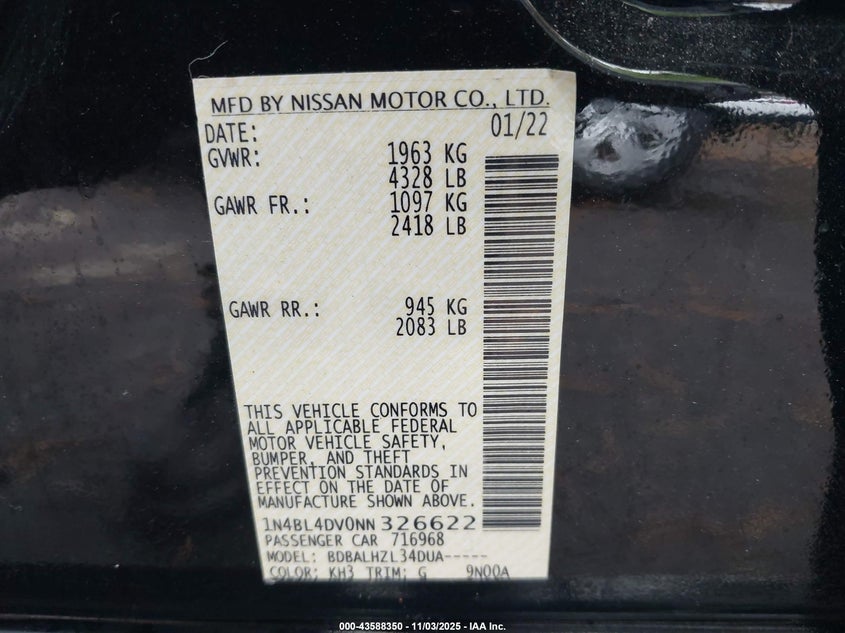 MFD BY NISSAN MOTOR CO., LTD.
DATE: 01/22
GVWR: 1963 KG
4328 LB
GAWR FR.: 1097 KG
2418 LB
GAWR RR.: 945 KG
2083 LB
THIS VEHICLE CONFORMS TO
ALL APPLICABLE FEDERAL
MOTOR VEHICLE SAFETY,
BUMPER, AND THEFT
PREVENTION STANDARDS IN
EFFECT ON THE DATE OF
MANUFACTURE SHOWN ABOVE.
1N4BL4DV0NN326622
PASSENGER CAR 716968
MODEL: BDBALHZL34DUA-----
COLOR: KH3 TRIM: G 9N00A
000-43588350 - 11/03/2025 - IAA Inc.